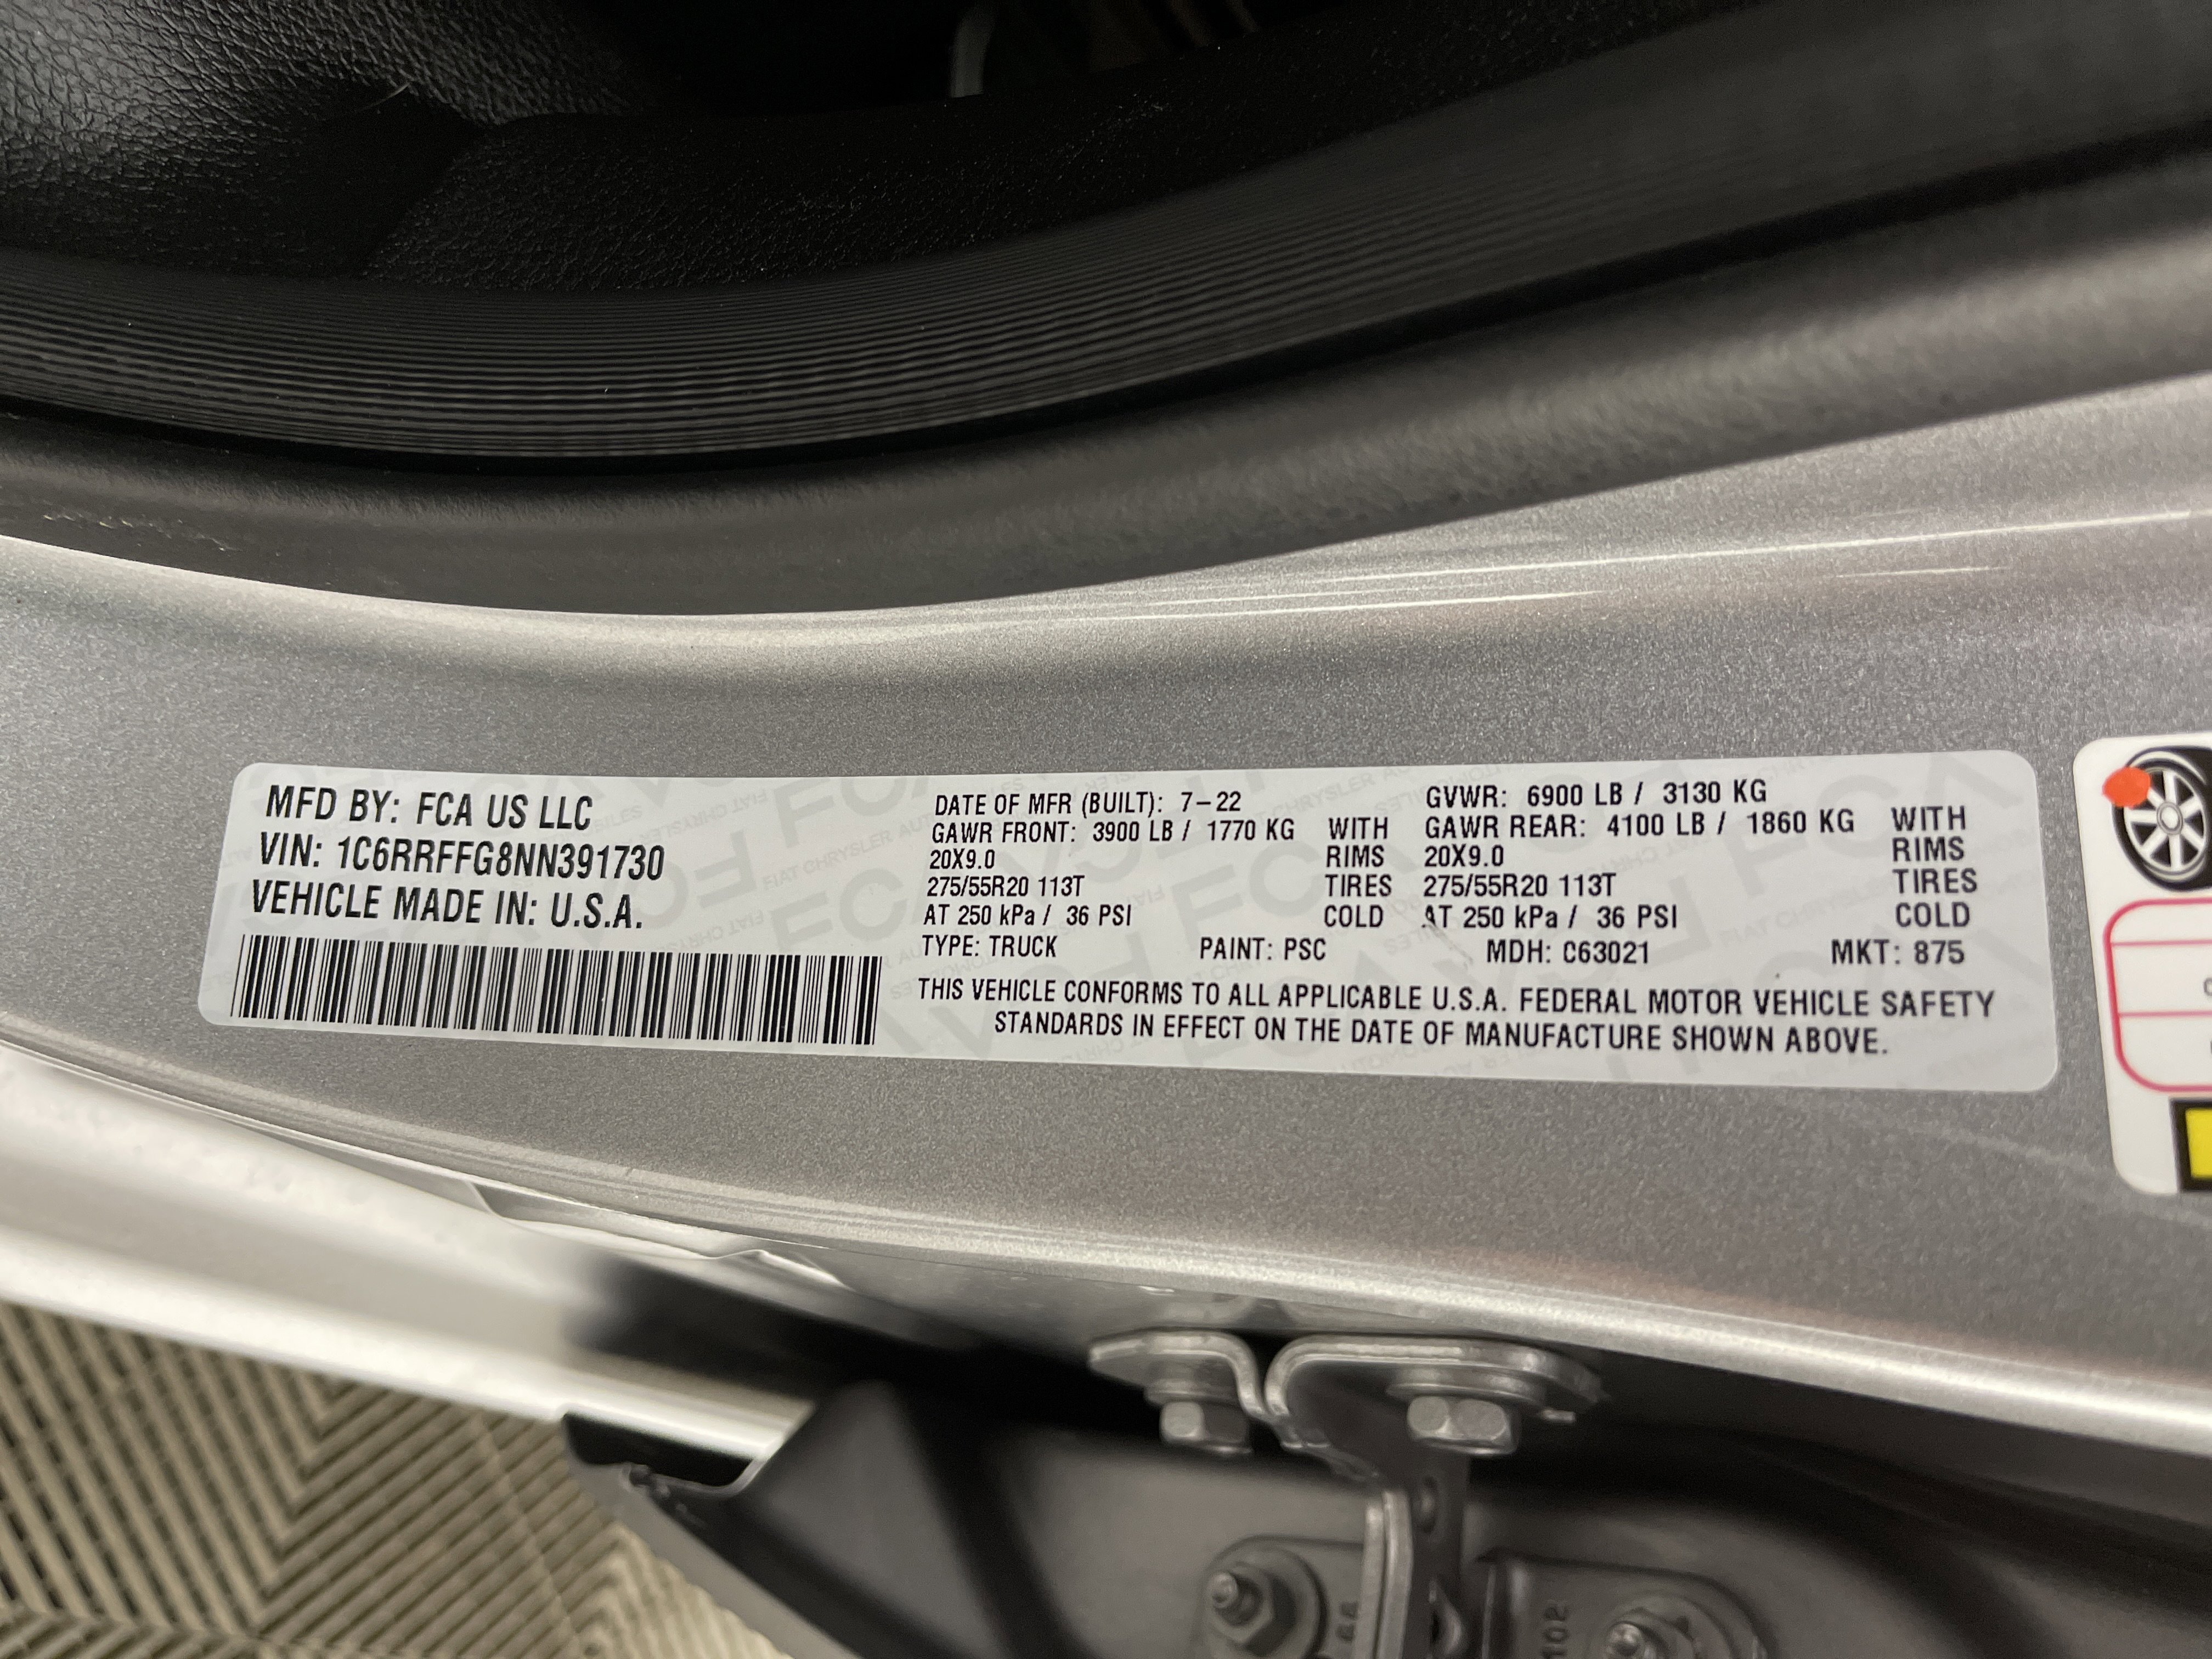 MFD BY: FCA US LLC
VIN: 1C6RRFFG8NN391730
VEHICLE MADE IN: U.S.A.
DATE OF MFR (BUILT): 7-22 GVWR: 6900 LB / 3130 KG
GAWR FRONT: 3900 LB / 1770 KG WITH GAWR REAR: 4100 LB / 1860 KG WITH
20X9.0 RIMS 20X9.0 RIMS
275/55R20 113T TIRES 275/55R20 113T TIRES
AT 250 kPa / 36 PSI COLD AT 250 kPa / 36 PSI COLD
TYPE: TRUCK PAINT: PSC MDH: C63021 MKT: 875
THIS VEHICLE CONFORMS TO ALL APPLICABLE U.S.A. FEDERAL MOTOR VEHICLE SAFETY
STANDARDS IN EFFECT ON THE DATE OF MANUFACTURE SHOWN ABOVE.